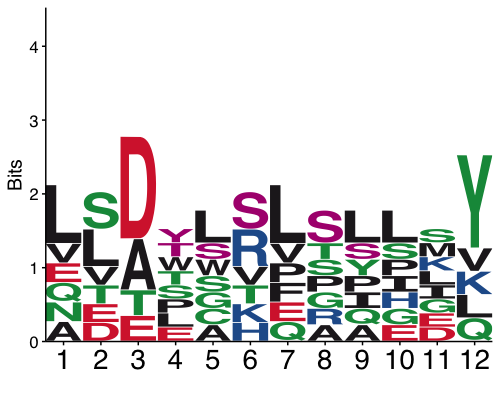 Bits
4
3
2
1
0
L V E Q N A
S L V T E D
D A T E
Y T W T S P L E
L S W S G C A
S R V T K H
L V P F E Q
S T S P G R A
L S Y P I Q A
L S P I H G E
S M K L I G E D
Y V K L Q
1 2 3 4 5 6 7 8 9 10 11 12